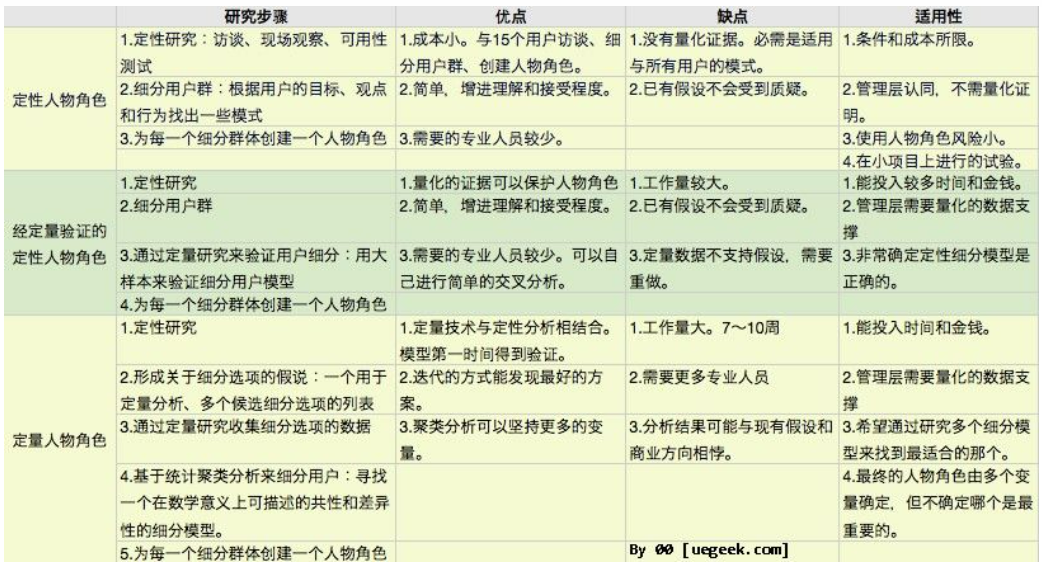 研究步骤 优点 缺点 适用性
定性人物角色
1.定性研究：访谈、现场观察、可用性
测试
1.成本小。与15个用户访谈、细
分用户群、创建人物角色。
1.没有量化证据。必需是适用
与所有用户的模式。
1.条件和成本所限。
2.细分用户群：根据用户的目标、观点
和行为找出一些模式
2.简单，增进理解和接受程度。
2.已有假设不会受到质疑。
2.管理层认同，不需量化证
明。
3.为每一个细分群体创建一个人物角色
3.需要的专业人员较少。
3.使用人物角色风险小。
4.在小项目上进行的试验。
经定量验证的
定性人物角色
1.定性研究
1.量化的证据可以保护人物角色
1.工作量较大。
1.能投入较多时间和金钱。
2.细分用户群
2.简单，增进理解和接受程度。
2.已有假设不会受到质疑。
2.管理层需要量化的数据支
撑
3.通过定量研究来验证用户细分：用大
样本来验证细分用户模型
3.需要的专业人员较少。可以自
己进行简单的交叉分析。
3.定量数据不支持假设，需要
重做。
3.非常确定定性细分模型是
正确的。
4.为每一个细分群体创建一个人物角色
定量人物角色
1.定性研究
1.定量技术与定性分析相结合。
模型第一时间得到验证。
1.工作量大。7～10周
1.能投入时间和金钱。
2.形成关于细分选项的假说：一个用于
定量分析、多个候选细分选项的列表
2.迭代的方式能发现最好的方
案。
2.需要更多专业人员
2.管理层需要量化的数据支
撑
3.通过定量研究收集细分选项的数据
3.聚类分析可以坚持更多的变
量。
3.分析结果可能与现有假设和
商业方向相悖。
3.希望通过研究多个细分模
型来找到最适合的那个。
4.基于统计聚类分析来细分用户：寻找
一个在数学意义上可描述的共性和差异
性的细分模型。
4.最终的人物角色由多个变
量确定，但不确定哪个是最
重要的。
5.为每一个细分群体创建一个人物角色
By 00 [uegeek.com]